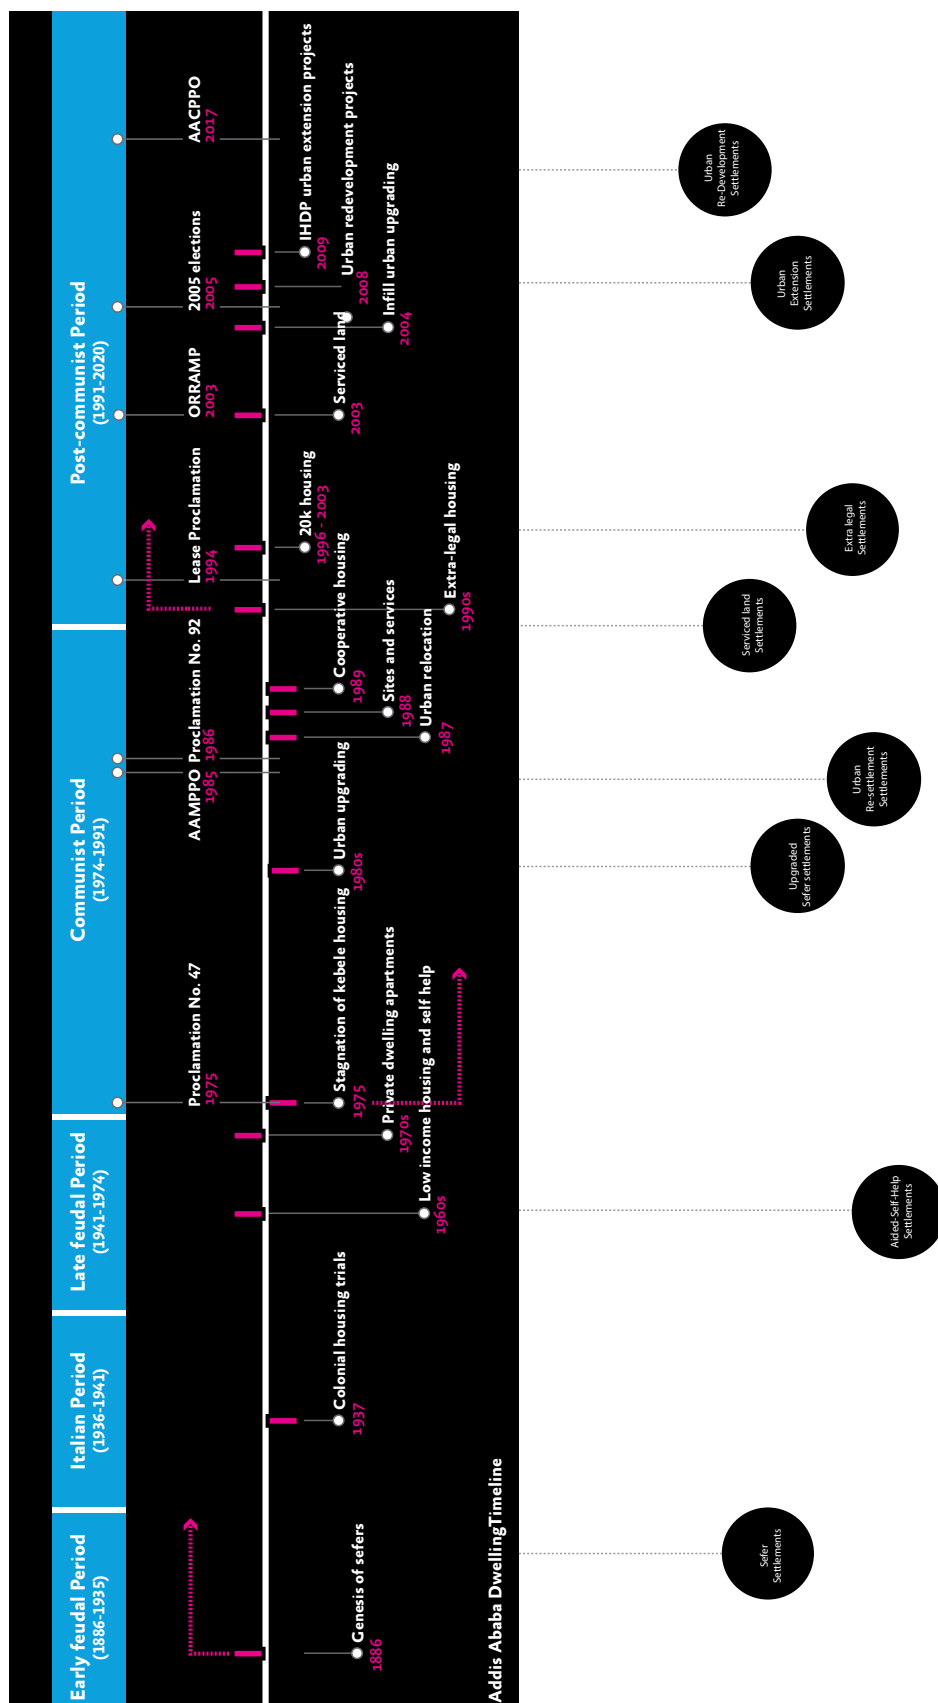 Early feudal Period
(1886-1935)
Italian Period
(1936-1941)
Late feudal Period
(1941-1974)
Communist Period
(1974-1991)
Post-communist Period
(1991-2020)
Proclamation No. 47
1975
AAMPPO
1985
Proclamation No. 92
1986
Lease Proclamation
1994
ORRAMP
2003
2005 elections
2005
AACPPO
2017
Genesis of sefers
1886
Colonial housing trials
1937
Low income housing and self help
1960s
Private dwelling apartments
1970s
Stagnation of kebele housing
1975
Urban upgrading
1980s
Urban relocation
1987
Sites and services
1988
Cooperative housing
1989
Extra-legal housing
1990s
20k housing
1996 - 2003
Serviced land
2003
Infill urban upgrading
2004
Urban redevelopment projects
2008
IHDP urban extension projects
2009
Addis Ababa DwellingTimeline
Sefer
Settlements
Aided-Self-Help
Settlements
Upgraded
Sefer settlements
Urban
Re-settlement
Settlements
Serviced land
Settlements
Extra legal
Settlements
Urban
Extension
Settlements
Urban
Re-Development
Settlements